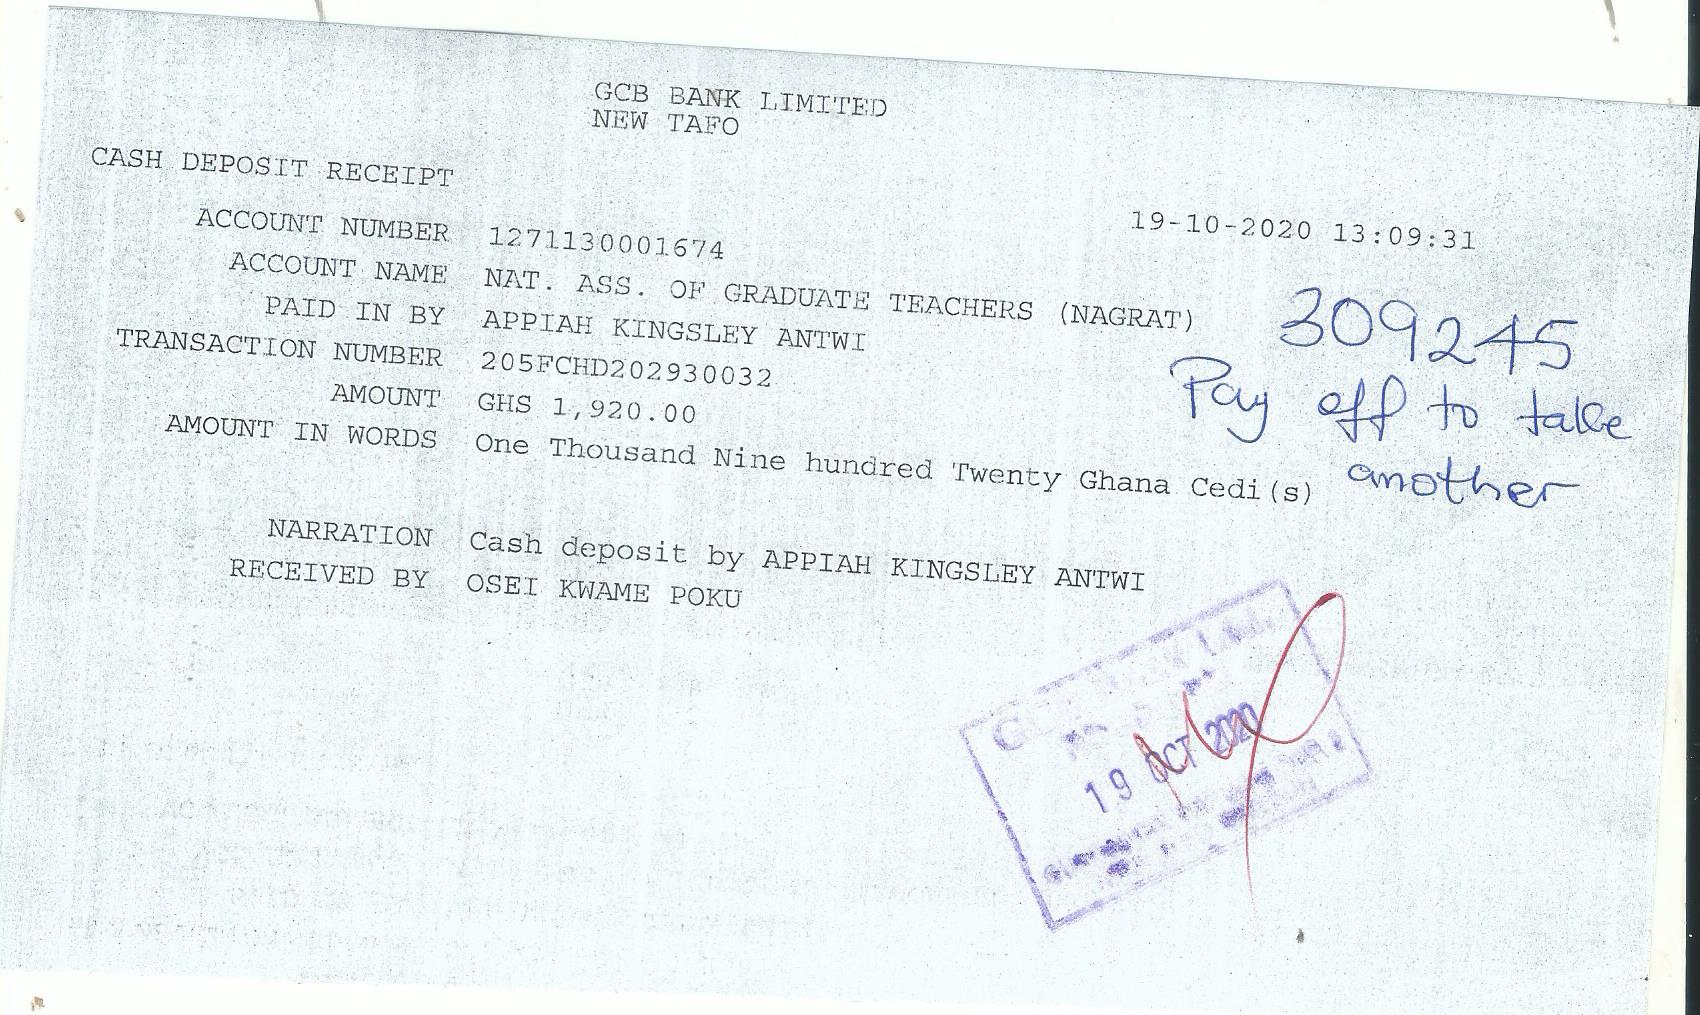 GCB BANK LIMITED
NEW TAFO
CASH DEPOSIT RECEIPT
19-10-2020 13:09:31
ACCOUNT NUMBER 1271130001674
ACCOUNT NAME NAT. ASS. OF GRADUATE TEACHERS (NAGRAT)
PAID IN BY APPIAH KINGSLEY ANTWI
TRANSACTION NUMBER 205FCHD202930032
AMOUNT GHS 1,920.00
AMOUNT IN WORDS One Thousand Nine hundred Twenty Ghana Cedi(s)
309245
Pay off to take
another
NARRATION Cash deposit by APPIAH KINGSLEY ANTWI
RECEIVED BY OSEI KWAME POKU
19 OCT 2020